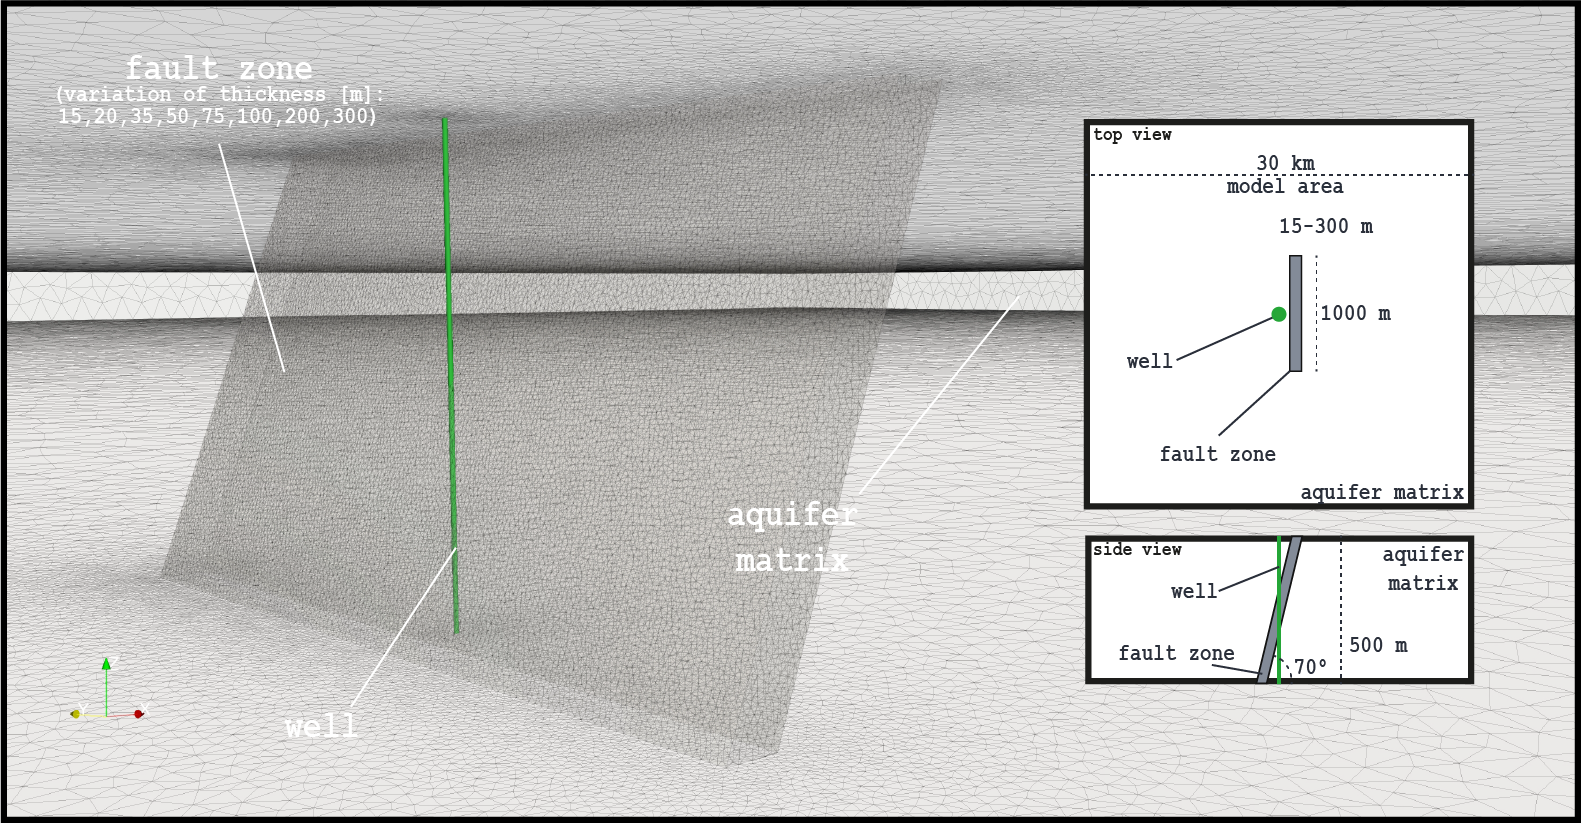 fault zone
(variation of thickness [m]:
15,20,35,50,75,100,200,300)
aquifer
matrix
well
Z
Y
X
top view
30 km
model area
15-300 m
1000 m
well
fault zone
aquifer matrix
side view
aquifer
matrix
well
500 m
fault zone
70°